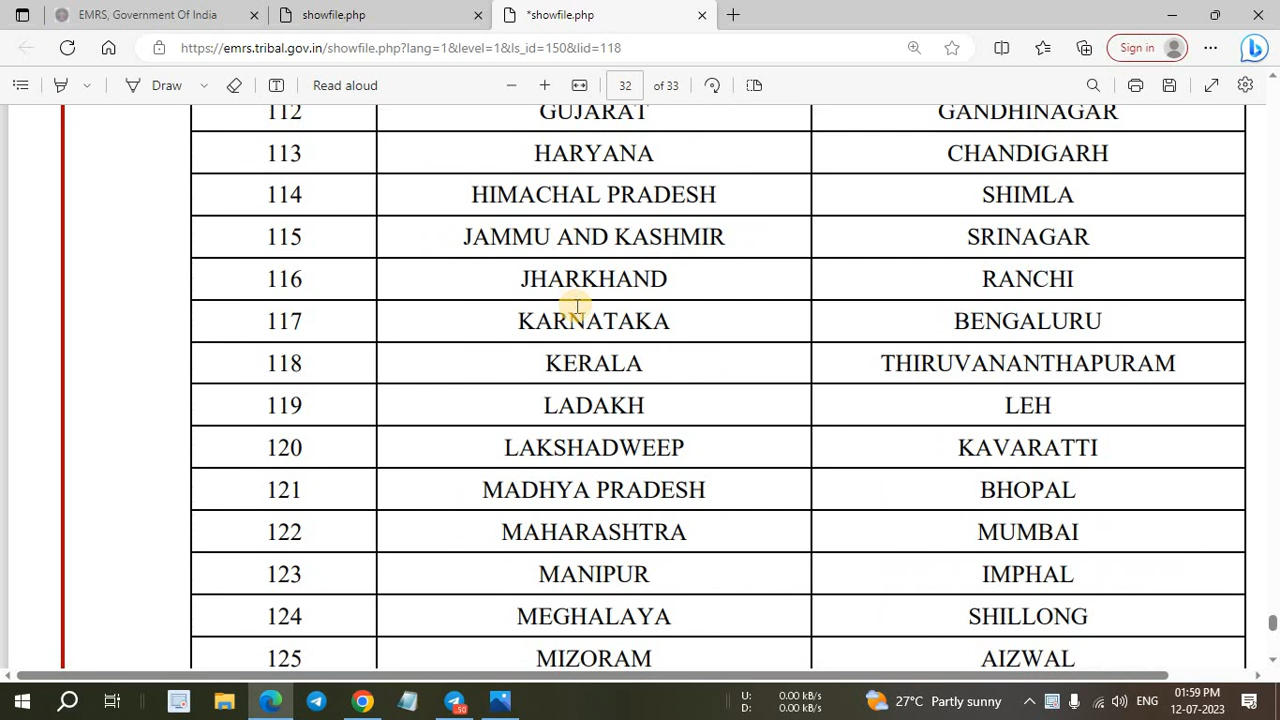 EMRS, Government Of India
showfile.php
*showfile.php
https://emrs.tribal.gov.in/showfile.php?lang=1&level=1&ls_id=150&lid=118
Sign in
Draw
Read aloud
32 of 33
112 GUJARAT GANDHINAGAR
113 HARYANA CHANDIGARH
114 HIMACHAL PRADESH SHIMLA
115 JAMMU AND KASHMIR SRINAGAR
116 JHARKHAND RANCHI
117 KARNATAKA BENGALURU
118 KERALA THIRUVANANTHAPURAM
119 LADAKH LEH
120 LAKSHADWEEP KAVARATTI
121 MADHYA PRADESH BHOPAL
122 MAHARASHTRA MUMBAI
123 MANIPUR IMPHAL
124 MEGHALAYA SHILLONG
125 MIZORAM AIZWAL
50
U: 0.00 kB/s
D: 0.00 kB/s
27°C Partly sunny
ENG
01:59 PM
12-07-2023